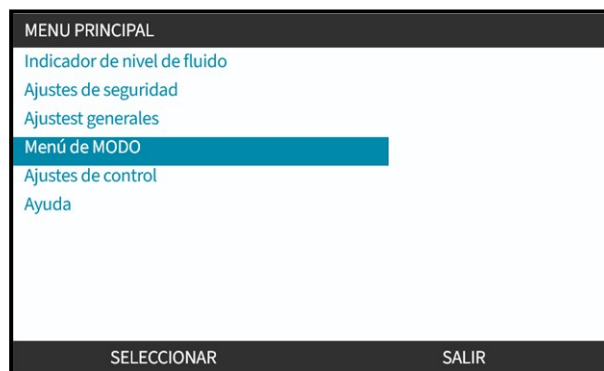 MENU PRINCIPAL
Indicador de nivel de fluido
Ajustes de seguridad
Ajustest generales
Menú de MODO
Ajustes de control
Ayuda
SELECCIONAR SALIR